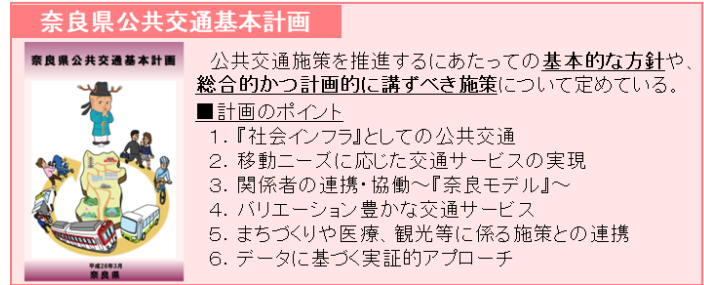 奈良県公共交通基本計画
奈良県公共交通基本計画
平成28年3月
奈良県
公共交通施策を推進するにあたっての基本的な方針や、
総合的かつ計画的に講ずべき施策について定めている。
■計画のポイント
1.『社会インフラ』としての公共交通
2. 移動ニーズに応じた交通サービスの実現
3. 関係者の連携・協働～『奈良モデル』～
4. バリエーション豊かな交通サービス
5. まちづくりや医療、観光等に係る施策との連携
6. データに基づく実証的アプローチ